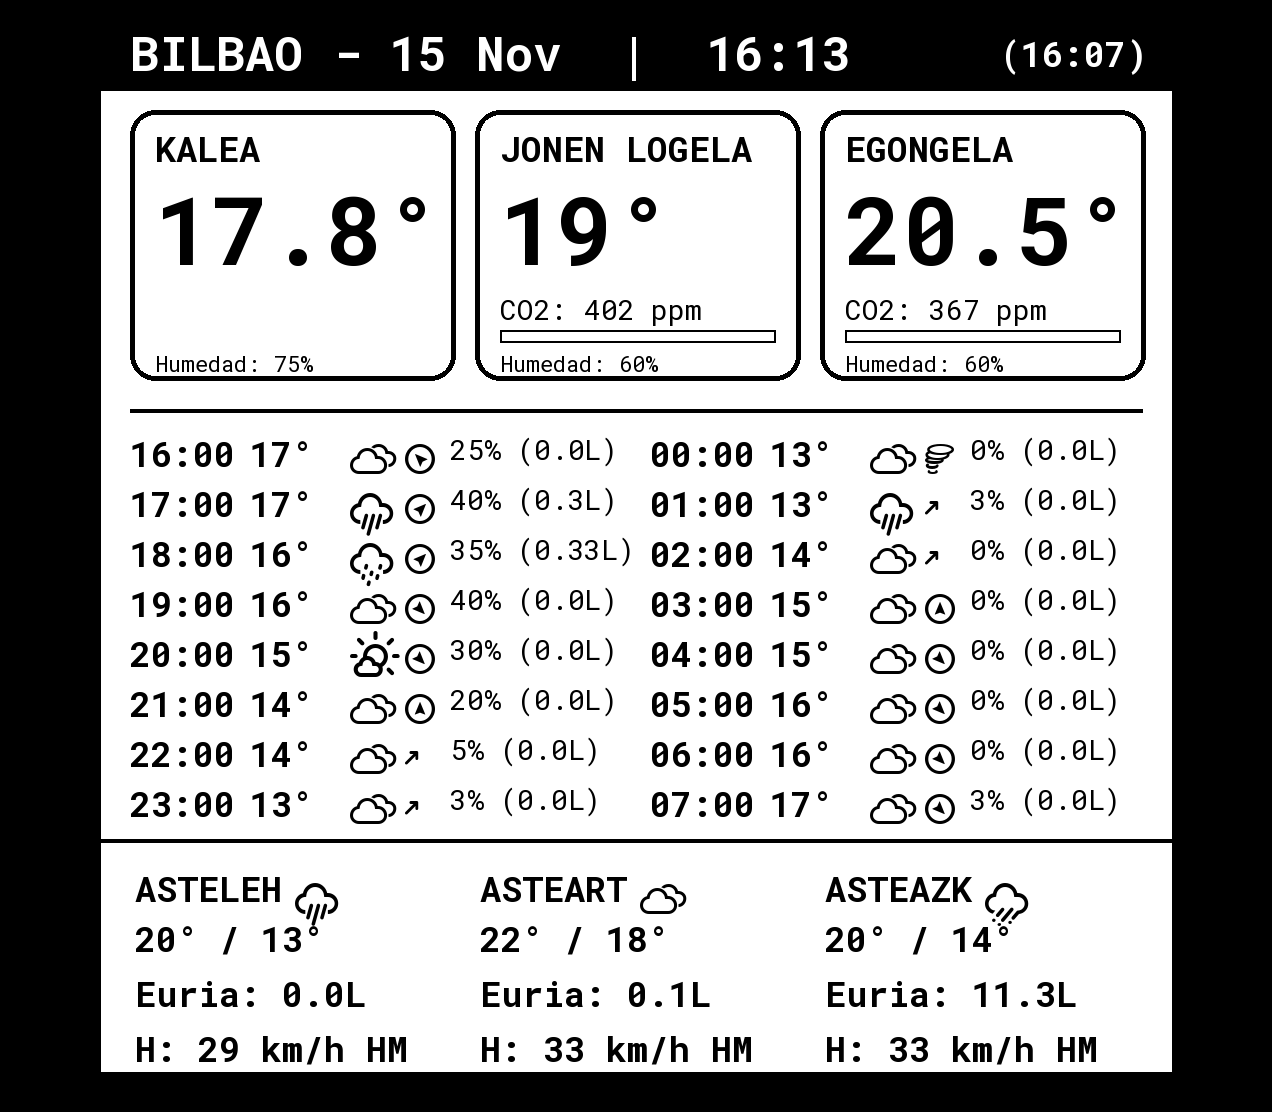 BILBAO - 15 Nov | 16:13 (16:07)
KALEA
17.8°
Humedad: 75%
JONEN LOGELA
19°
CO2: 402 ppm
Humedad: 60%
EGONGELA
20.5°
CO2: 367 ppm
Humedad: 60%
16:00 17° 25% (0.0L)
17:00 17° 40% (0.3L)
18:00 16° 35% (0.33L)
19:00 16° 40% (0.0L)
20:00 15° 30% (0.0L)
21:00 14° 20% (0.0L)
22:00 14° 5% (0.0L)
23:00 13° 3% (0.0L)
00:00 13° 0% (0.0L)
01:00 13° 3% (0.0L)
02:00 14° 0% (0.0L)
03:00 15° 0% (0.0L)
04:00 15° 0% (0.0L)
05:00 16° 0% (0.0L)
06:00 16° 0% (0.0L)
07:00 17° 3% (0.0L)
ASTELEH
20° / 13°
Euria: 0.0L
H: 29 km/h HM
ASTEART
22° / 18°
Euria: 0.1L
H: 33 km/h HM
ASTEAZK
20° / 14°
Euria: 11.3L
H: 33 km/h HM